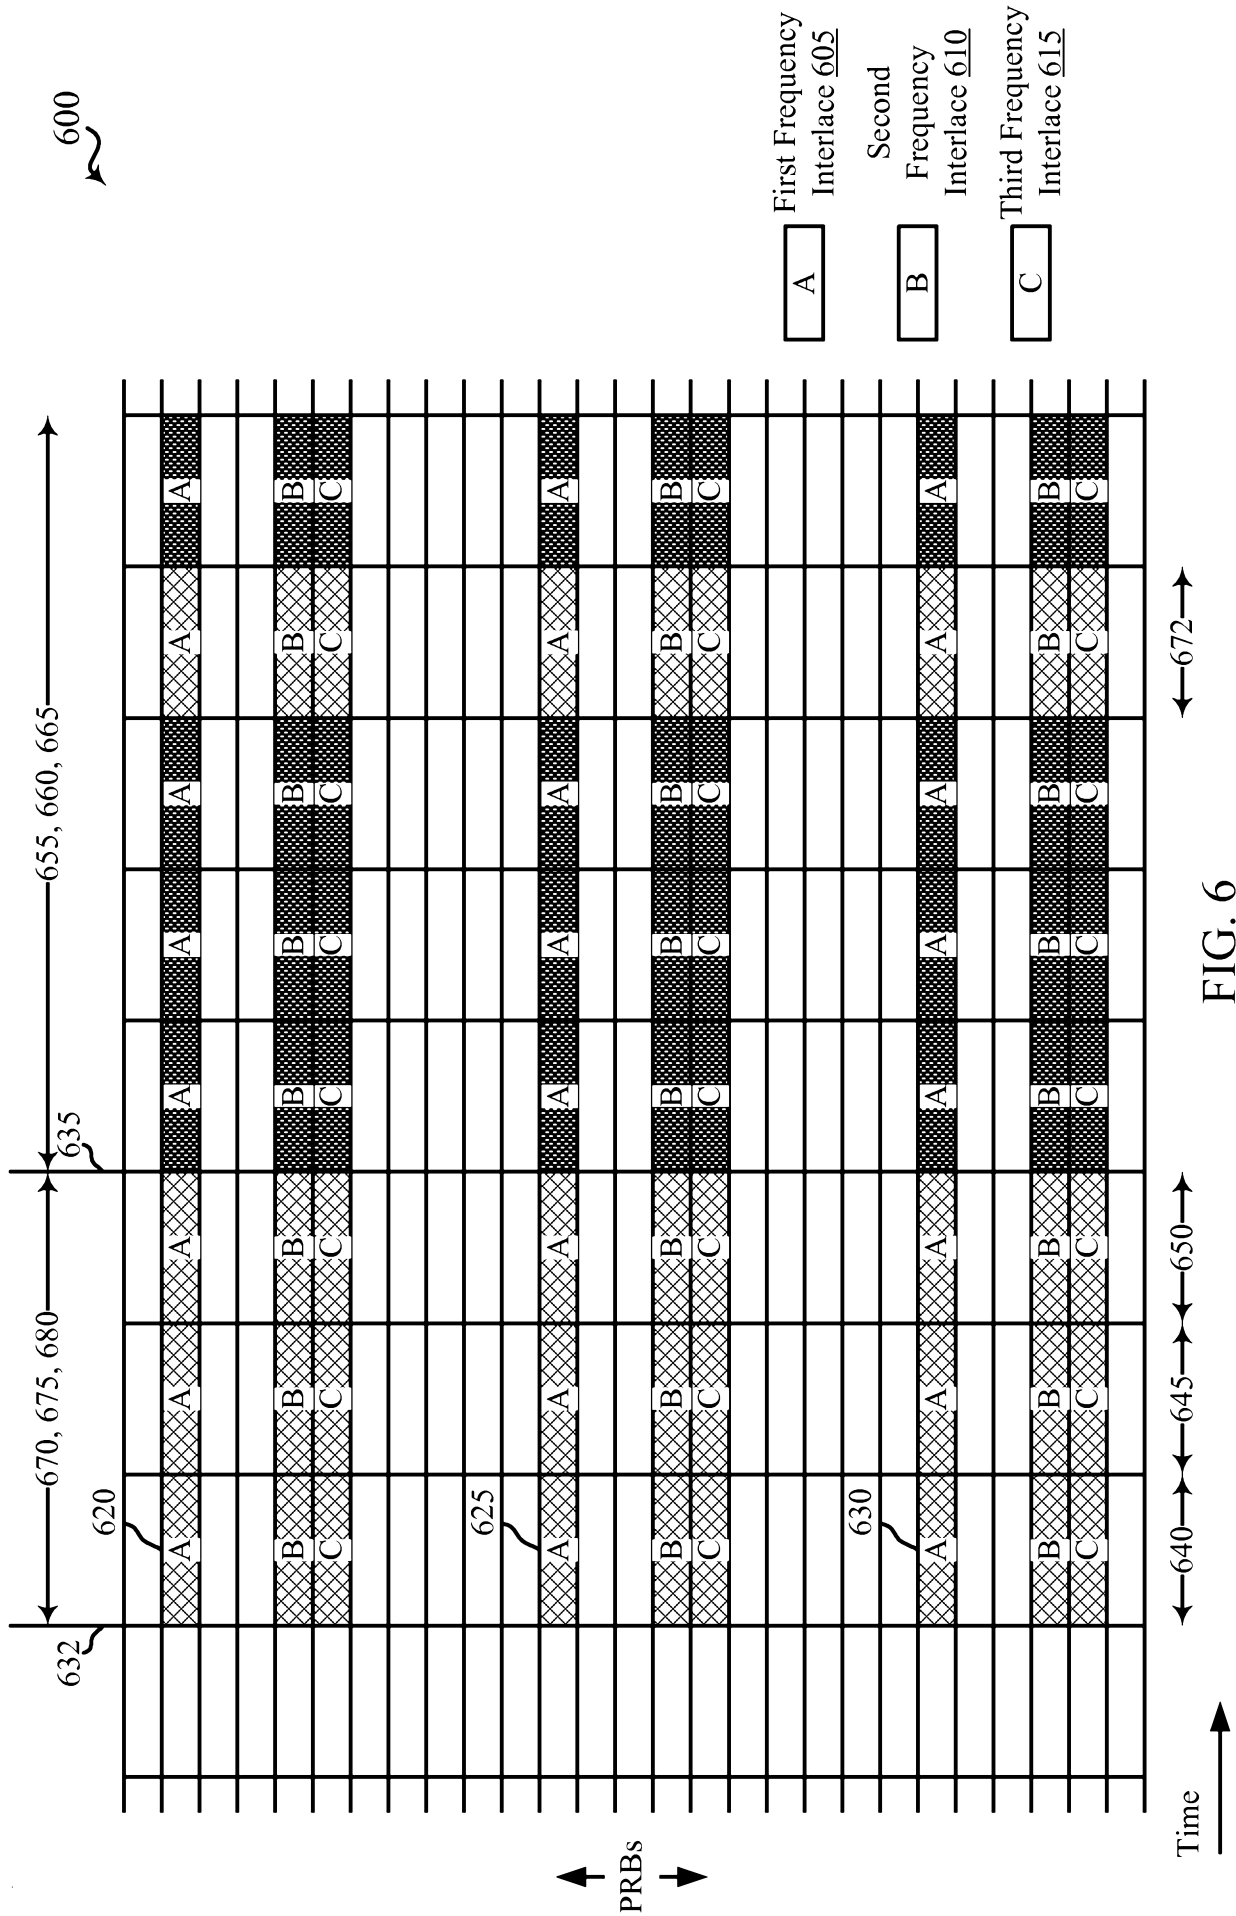 600
670, 675, 680
655, 660, 665
632
635
620
A A A A A A A A
B B B B B B B B
C C C C C C C C
625
A A A A A A A A
PRBs
B B B B B B B B
C C C C C C C C
630
A A A A A A A A
B B B B B B B B
C C C C C C C C
640
645
650
672
Time
A
First Frequency
Interlace 605
B
Second
Frequency
Interlace 610
C
Third Frequency
Interlace 615
FIG. 6